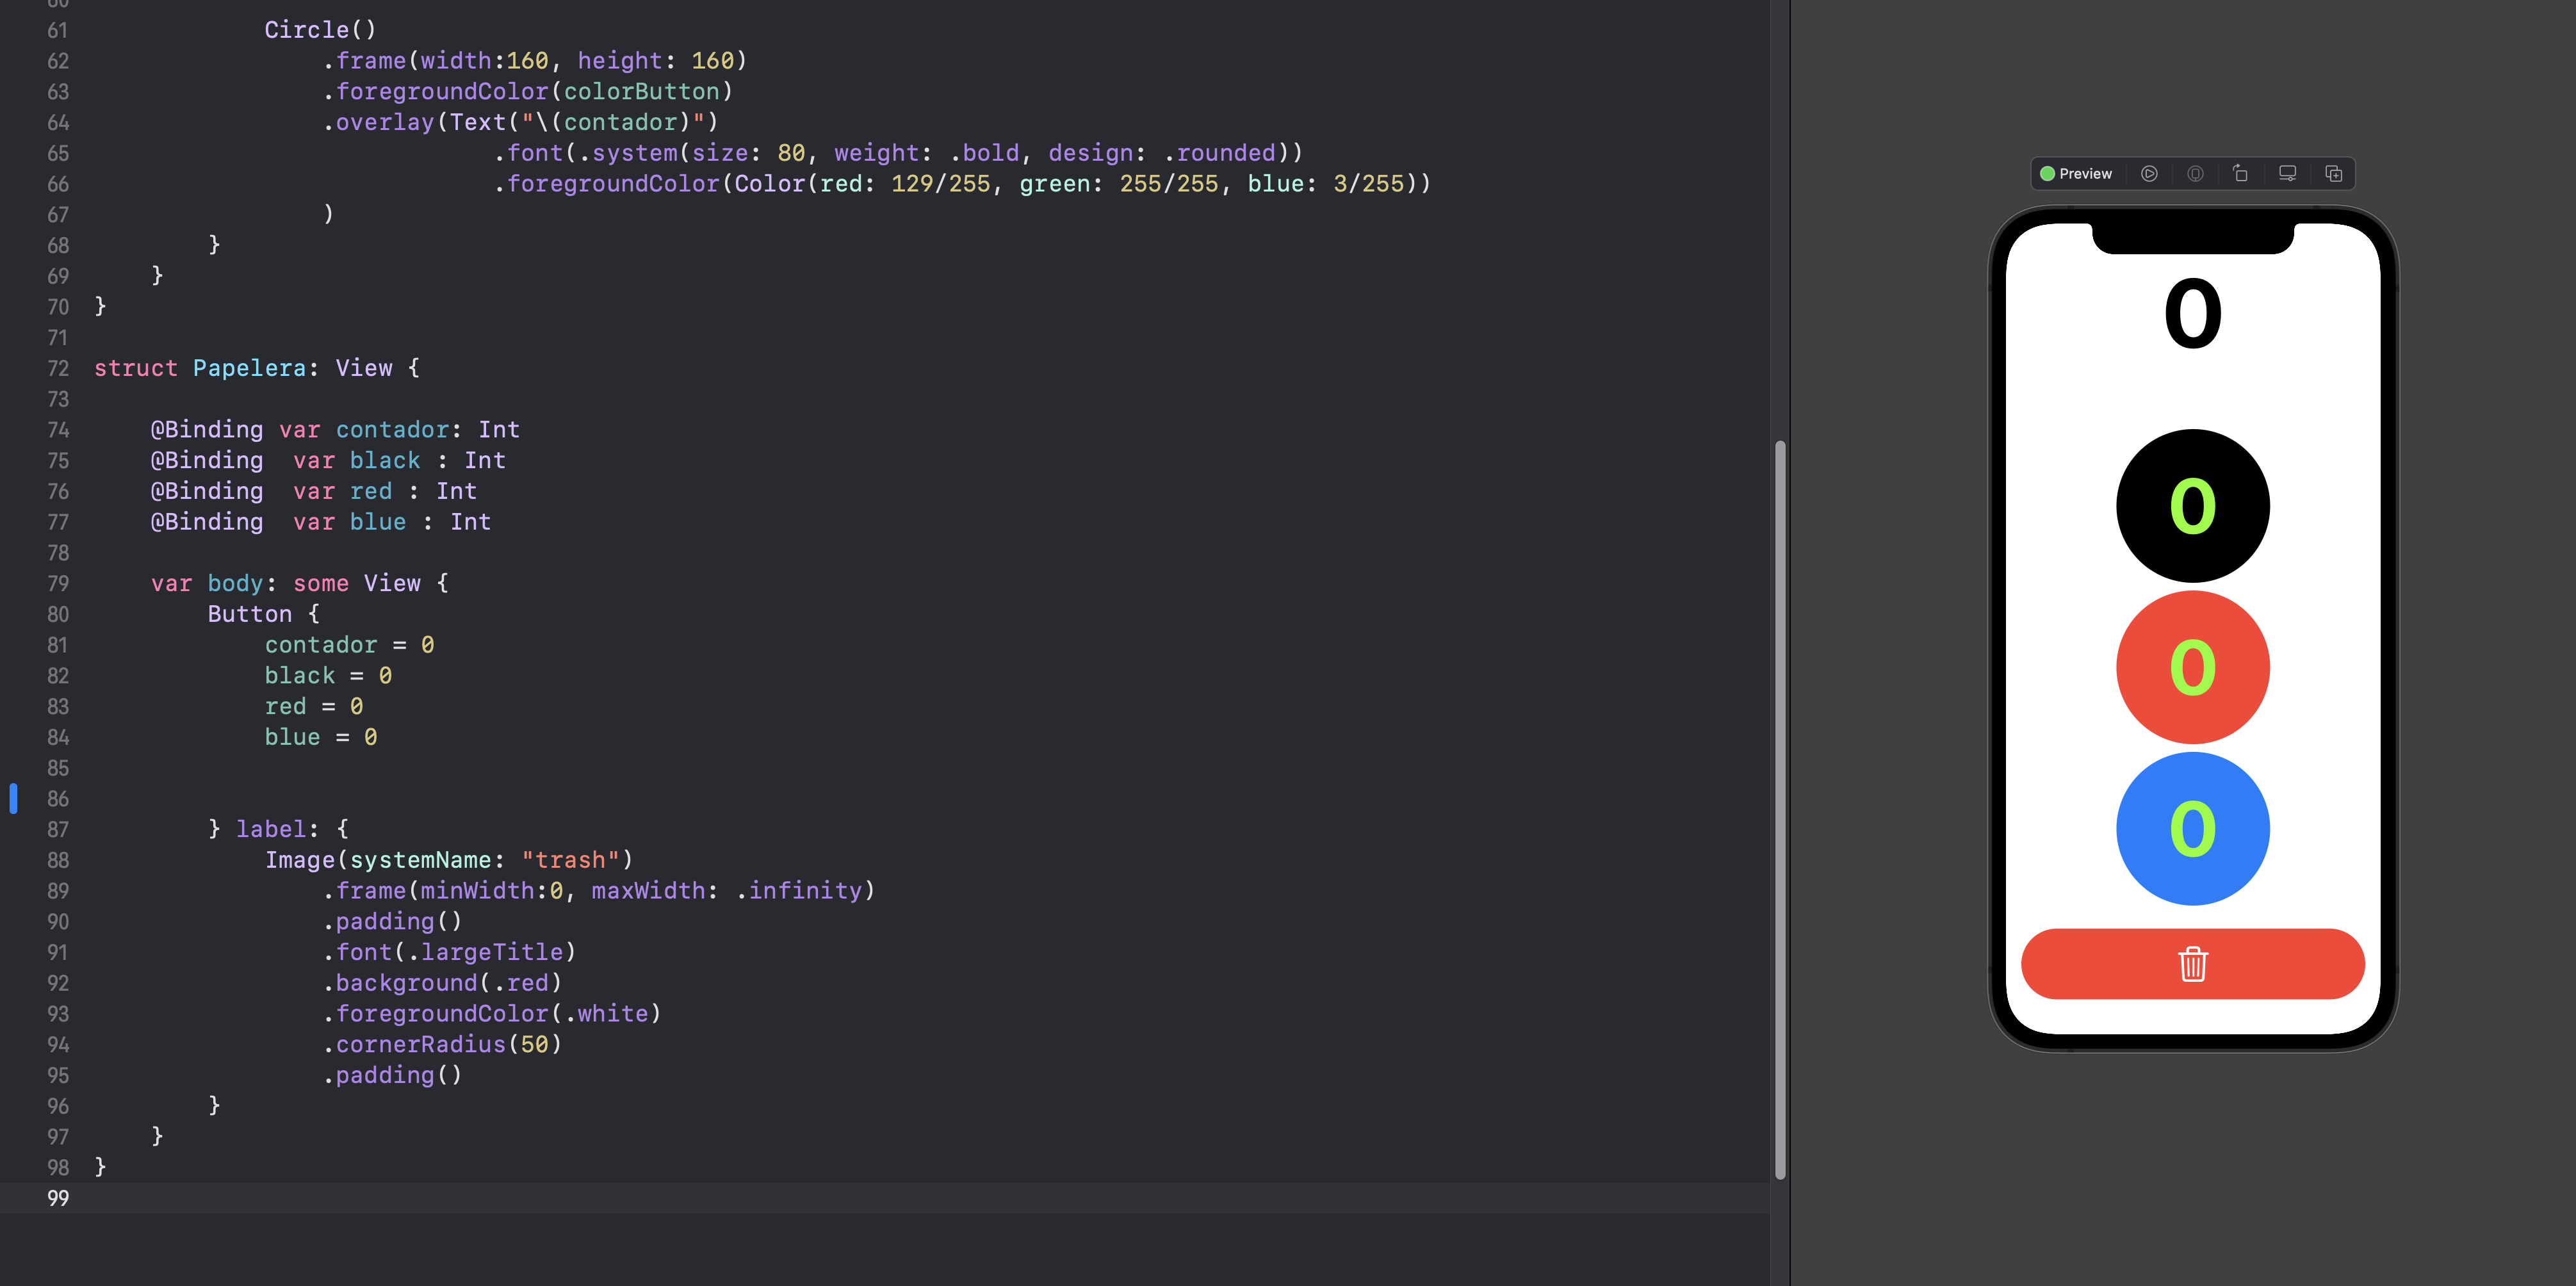 60
61 Circle()
62 .frame(width:160, height: 160)
63 .foregroundColor(colorButton)
64 .overlay(Text("\(contador)")
65 .font(.system(size: 80, weight: .bold, design: .rounded))
66 .foregroundColor(Color(red: 129/255, green: 255/255, blue: 3/255))
67 )
68 }
69 }
70 }
71
72 struct Papelera: View {
73
74 @Binding var contador: Int
75 @Binding  var black : Int
76 @Binding  var red : Int
77 @Binding  var blue : Int
78
79 var body: some View {
80 Button {
81 contador = 0
82 black = 0
83 red = 0
84 blue = 0
85
86
87 } label: {
88 Image(systemName: "trash")
89 .frame(minWidth:0, maxWidth: .infinity)
90 .padding()
91 .font(.largeTitle)
92 .background(.red)
93 .foregroundColor(.white)
94 .cornerRadius(50)
95 .padding()
96 }
97 }
98 }
99
Preview
0
0
0
0